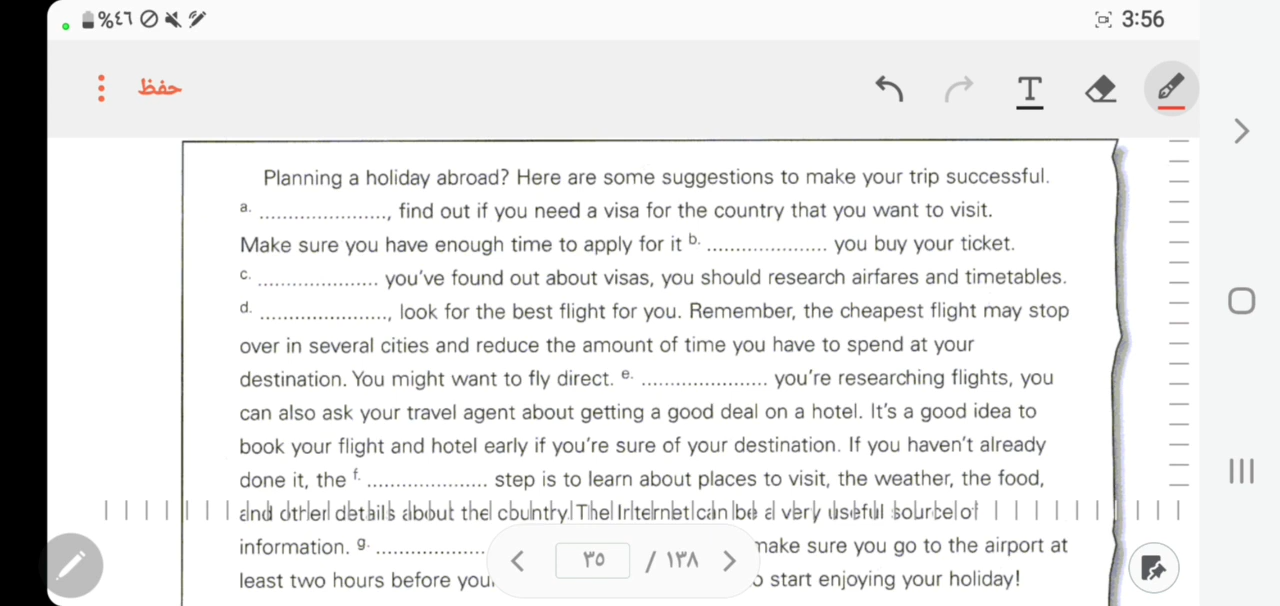 %٤٦ 3:56
حفظ T
Planning a holiday abroad? Here are some suggestions to make your trip successful.
a. ....................., find out if you need a visa for the country that you want to visit.
Make sure you have enough time to apply for it b. .................... you buy your ticket.
c. .................... you've found out about visas, you should research airfares and timetables.
d. ....................., look for the best flight for you. Remember, the cheapest flight may stop
over in several cities and reduce the amount of time you have to spend at your
destination. You might want to fly direct. e. ..................... you're researching flights, you
can also ask your travel agent about getting a good deal on a hotel. It's a good idea to
book your flight and hotel early if you're sure of your destination. If you haven't already
done it, the f. .................... step is to learn about places to visit, the weather, the food,
and other details about the country. The Internet can be a very useful source of
information. g. .................. make sure you go to the airport at
least two hours before start enjoying your holiday!
٣٥ / ١٣٨